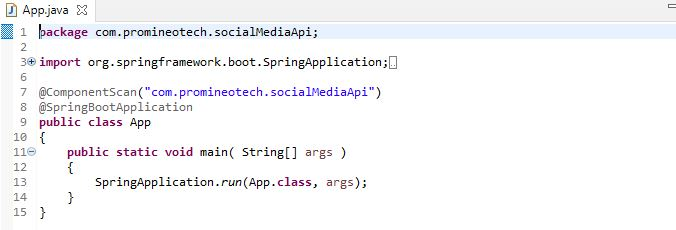 App.java
1 package com.promineotech.socialMediaApi;
2
3 import org.springframework.boot.SpringApplication;
6
7 @ComponentScan("com.promineotech.socialMediaApi")
8 @SpringBootApplication
9 public class App
10 {
11     public static void main( String[] args )
12     {
13         SpringApplication.run(App.class, args);
14     }
15 }